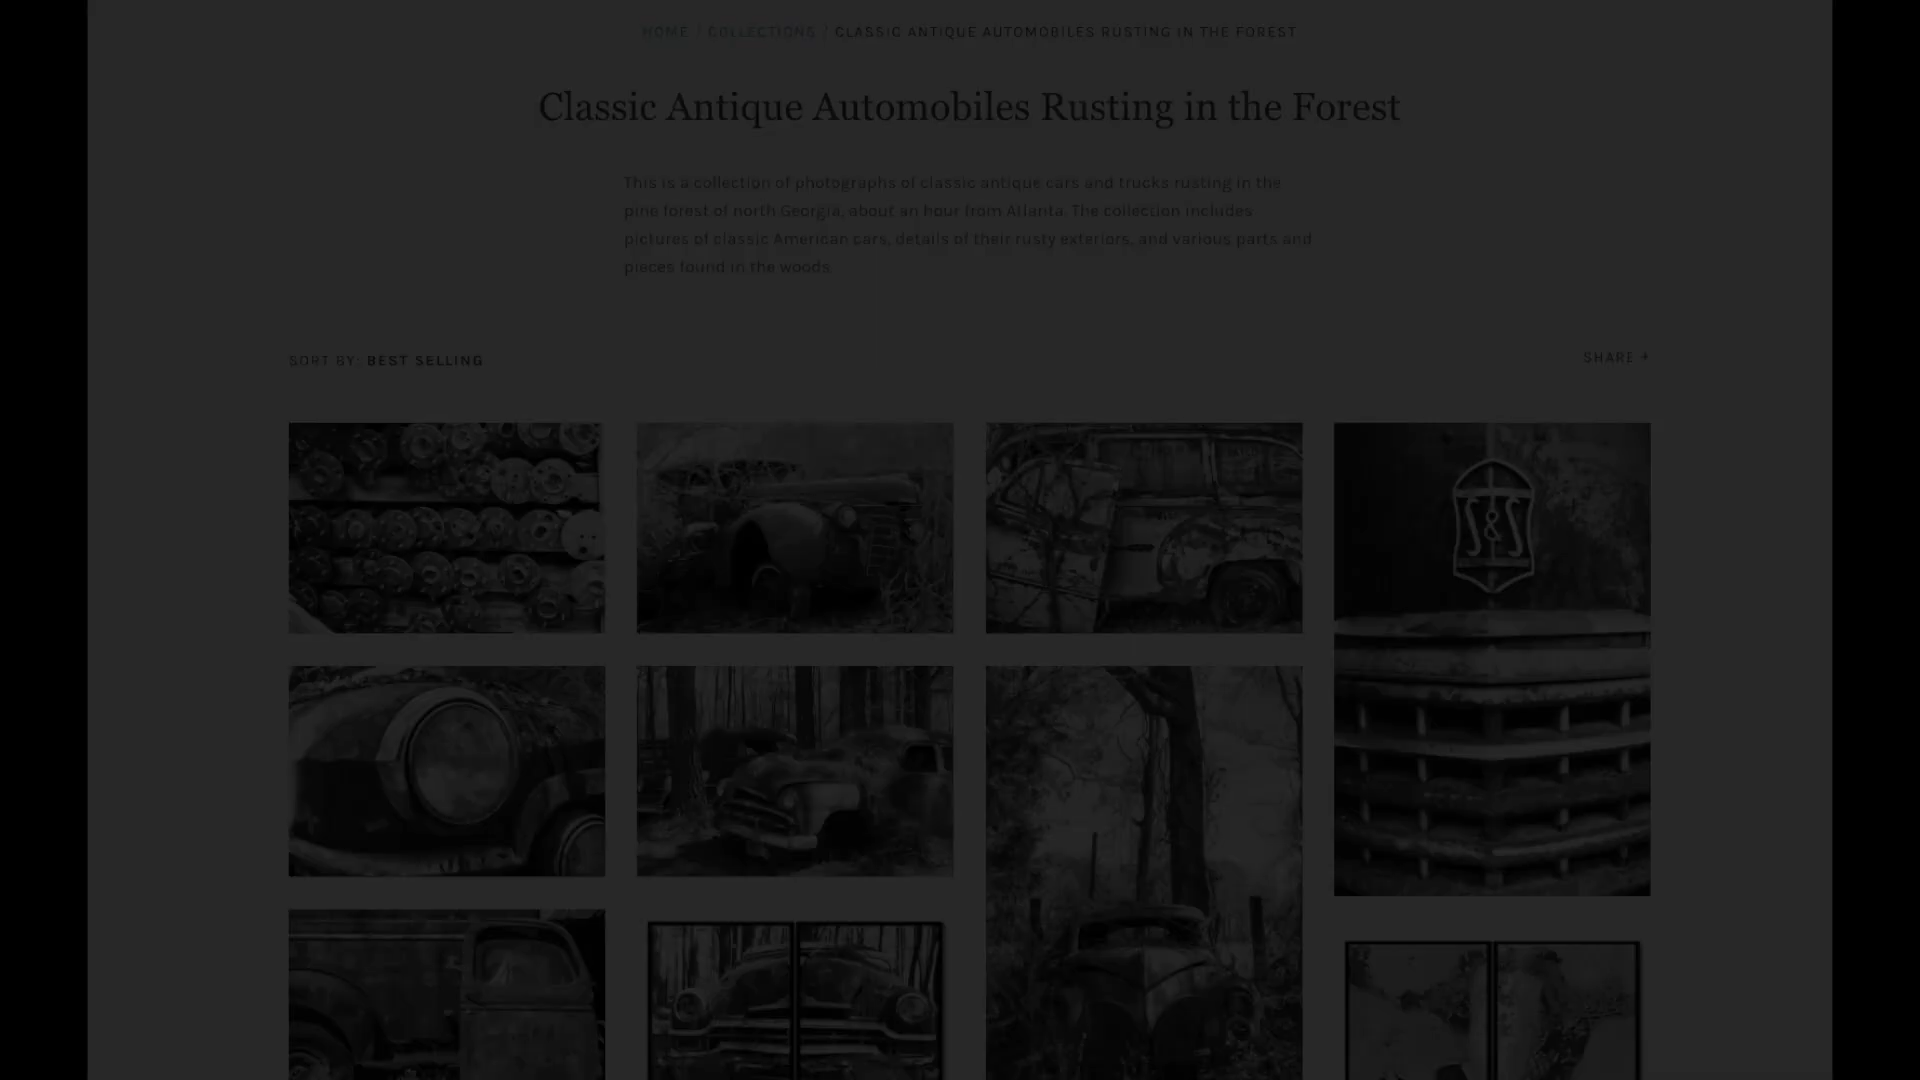 HOME / COLLECTIONS / CLASSIC ANTIQUE AUTOMOBILES RUSTING IN THE FOREST
Classic Antique Automobiles Rusting in the Forest
This is a collection of photographs of classic antique cars and trucks rusting in the
pine forest of north Georgia, about an hour from Atlanta. The collection includes
pictures of classic American cars, details of their rusty exteriors, and various parts and
pieces found in the woods.
SORT BY: BEST SELLING
SHARE +
S&S